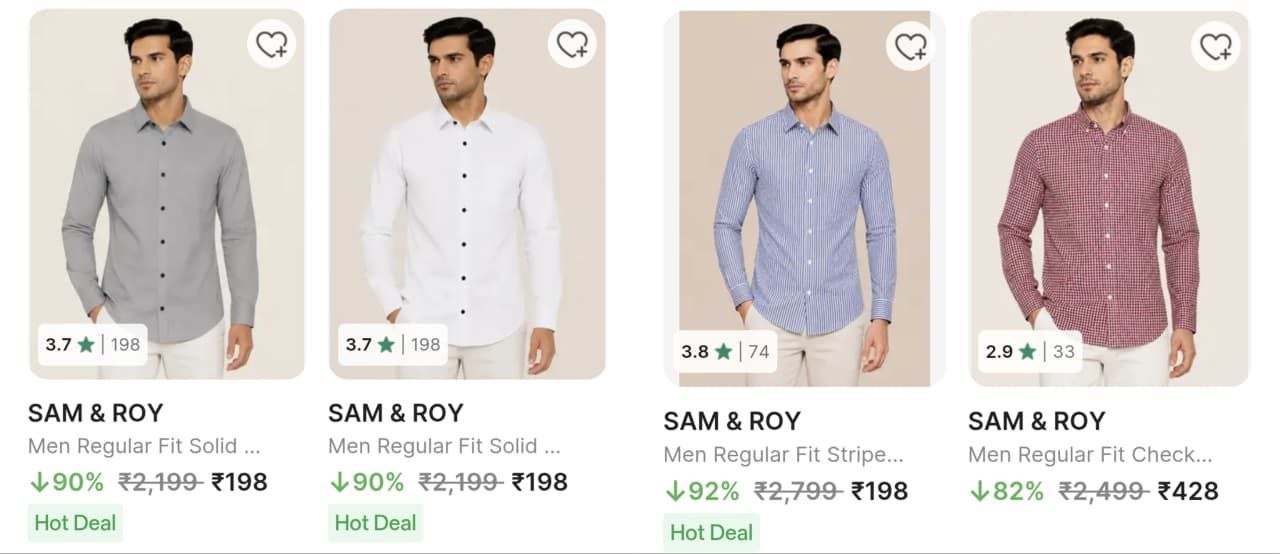 3.7 ★ | 198
SAM & ROY
Men Regular Fit Solid ...
↓90% ₹2,199 ₹198
Hot Deal
3.7 ★ | 198
SAM & ROY
Men Regular Fit Solid ...
↓90% ₹2,199 ₹198
Hot Deal
3.8 ★ | 74
SAM & ROY
Men Regular Fit Stripe...
↓92% ₹2,799 ₹198
Hot Deal
2.9 ★ | 33
SAM & ROY
Men Regular Fit Check...
↓82% ₹2,499 ₹428